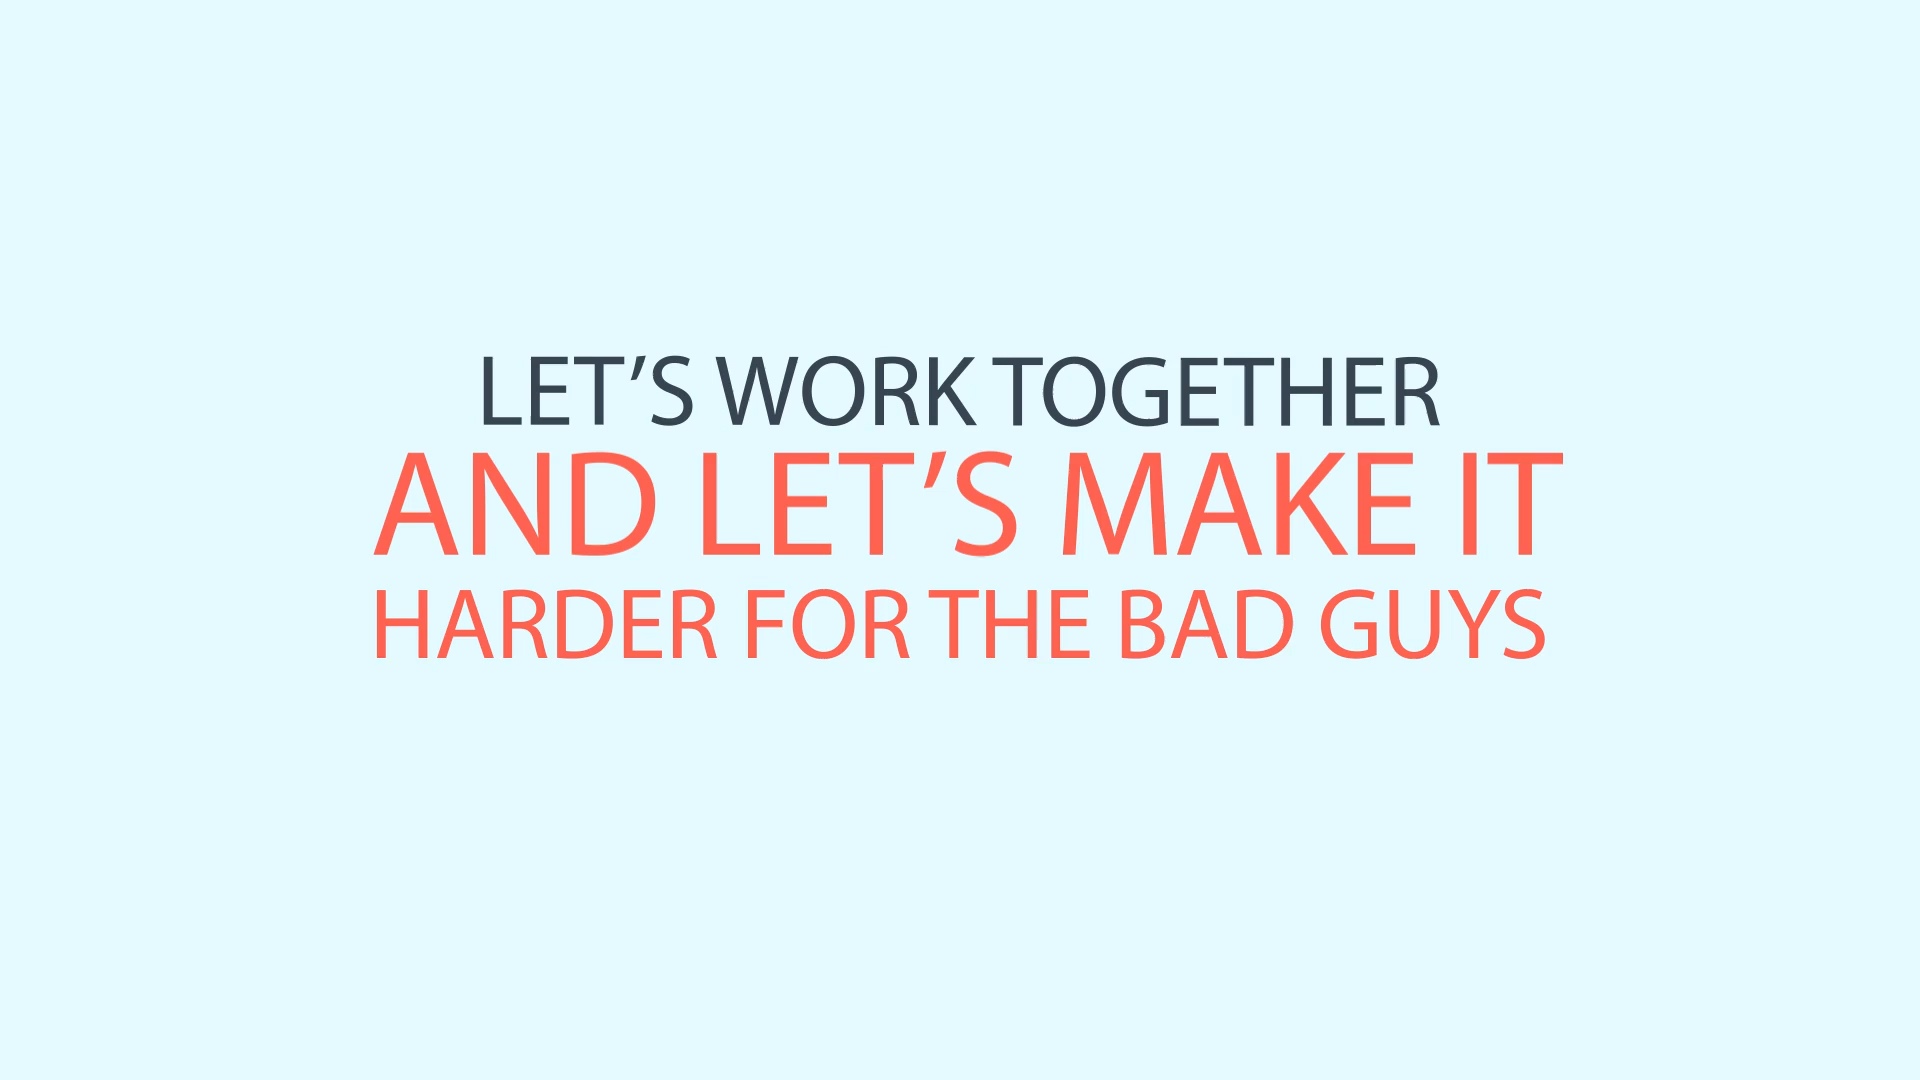 LET’S WORK TOGETHER
AND LET’S MAKE IT
HARDER FOR THE BAD GUYS